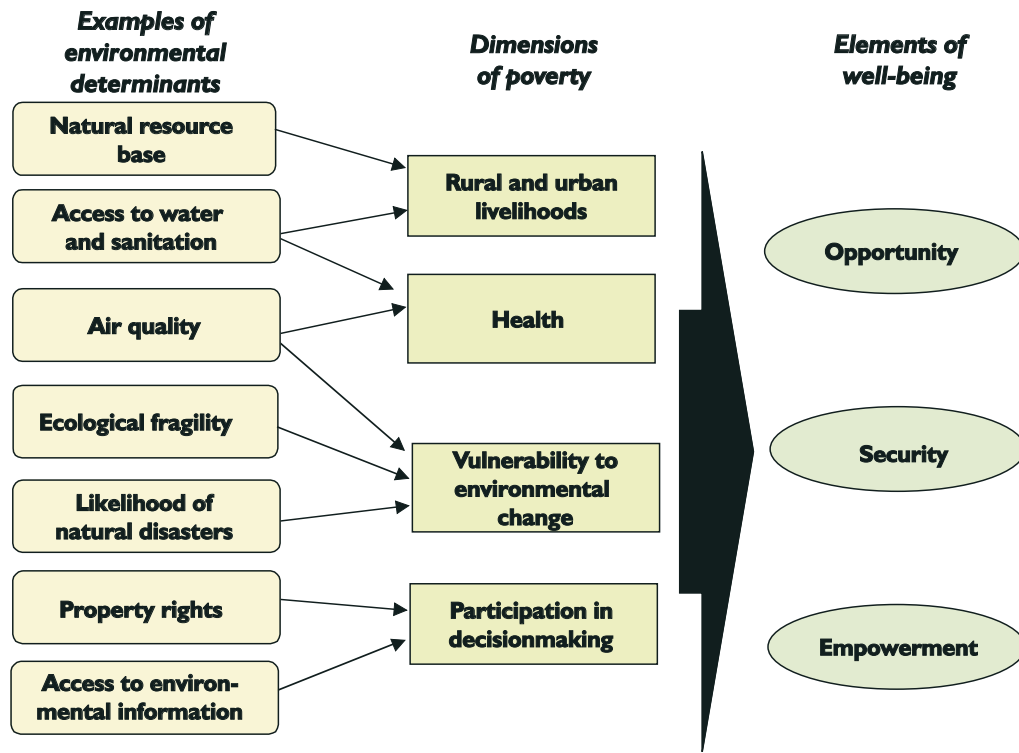 Examples of
environmental
determinants
Dimensions
of poverty
Elements of
well-being
Natural resource
base
Access to water
and sanitation
Air quality
Ecological fragility
Likelihood of
natural disasters
Property rights
Access to environ-
mental information
Rural and urban
livelihoods
Health
Vulnerability to
environmental
change
Participation in
decisionmaking
Opportunity
Security
Empowerment